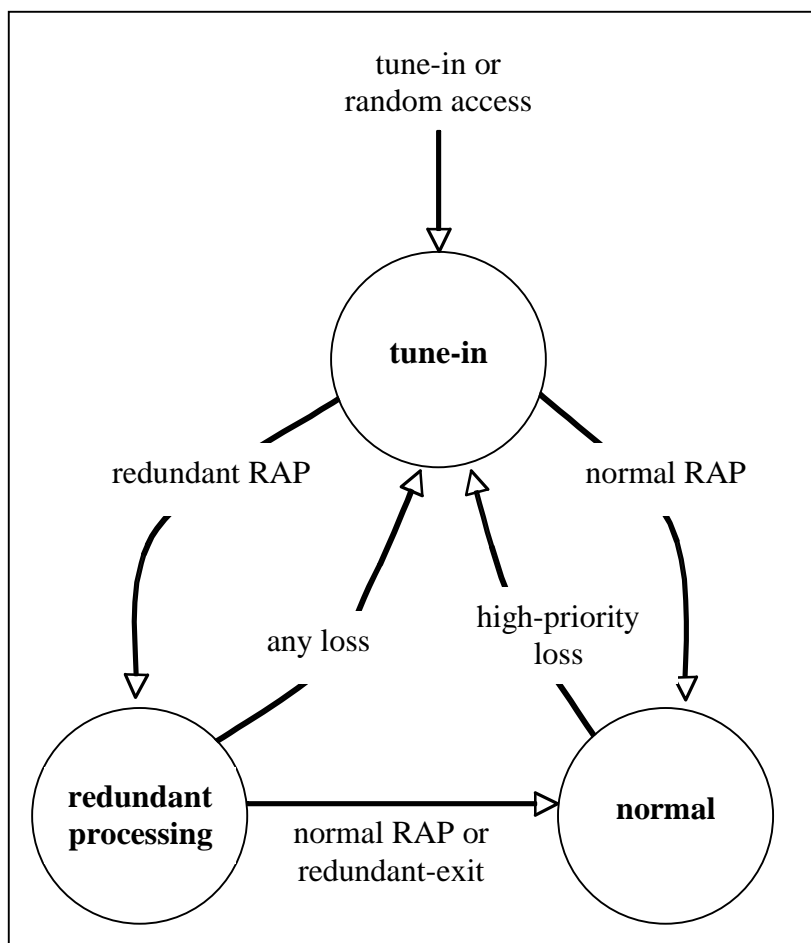 tune-in or
random access
tune-in
redundant RAP
normal RAP
any loss
high-priority
loss
redundant
processing
normal RAP or
redundant-exit
normal